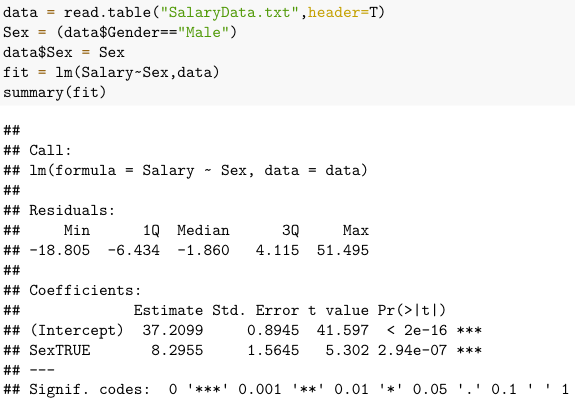 data = read.table("SalaryData.txt",header=T)
Sex = (data$Gender=="Male")
data$Sex = Sex
fit = lm(Salary~Sex,data)
summary(fit)
##
## Call:
## lm(formula = Salary ~ Sex, data = data)
##
## Residuals:
##     Min      1Q  Median      3Q     Max
## -18.805  -6.434  -1.860   4.115  51.495
##
## Coefficients:
##             Estimate Std. Error t value Pr(>|t|)
## (Intercept)  37.2099     0.8945  41.597  < 2e-16 ***
## SexTRUE       8.2955     1.5645   5.302 2.94e-07 ***
## ---
## Signif. codes:  0 '***' 0.001 '**' 0.01 '*' 0.05 '.' 0.1 ' ' 1